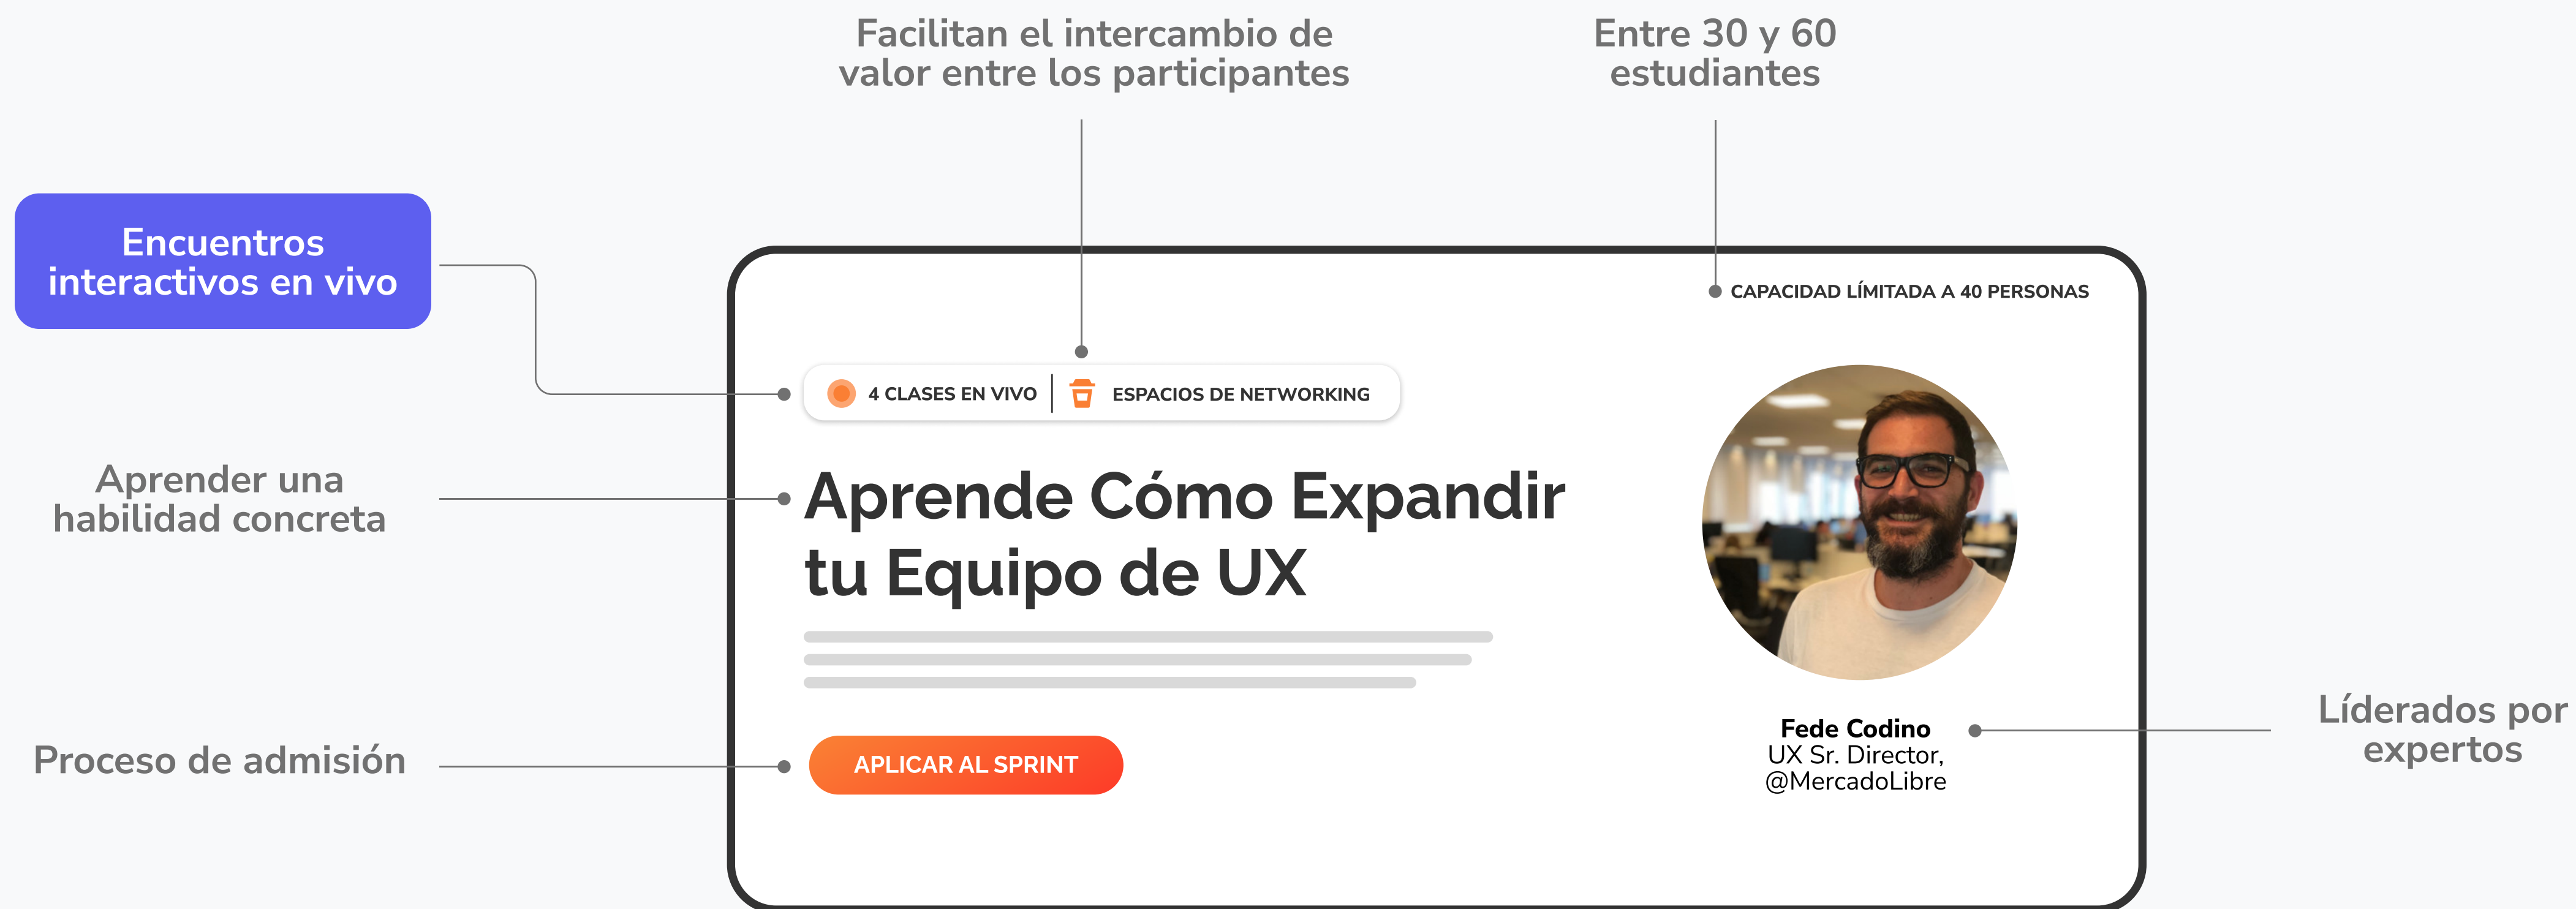 Facilitan el intercambio de
valor entre los participantes
Entre 30 y 60
estudiantes
Encuentros
interactivos en vivo
CAPACIDAD LÍMITADA A 40 PERSONAS
4 CLASES EN VIVO
ESPACIOS DE NETWORKING
Aprender una
habilidad concreta
Aprende Cómo Expandir
tu Equipo de UX
Proceso de admisión
APLICAR AL SPRINT
Fede Codino
UX Sr. Director,
@MercadoLibre
Líderados por
expertos